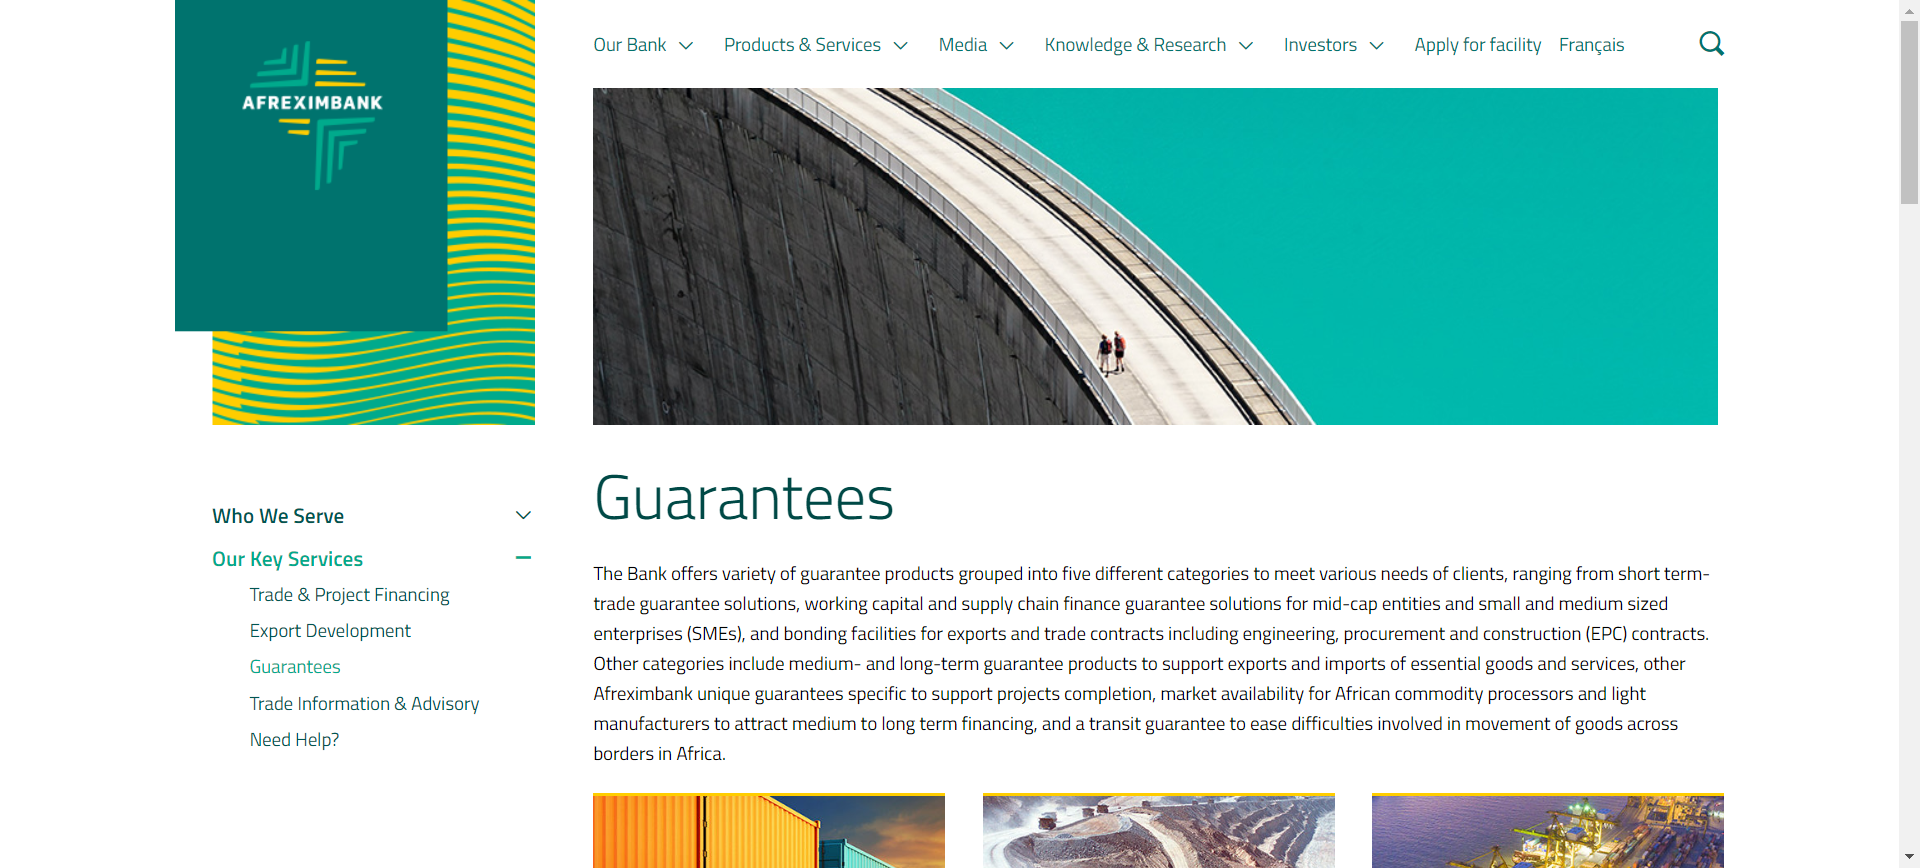 AFREXIMBANK
Our Bank
Products & Services
Media
Knowledge & Research
Investors
Apply for facility
Français
Who We Serve
Our Key Services
Trade & Project Financing
Export Development
Guarantees
Trade Information & Advisory
Need Help?
Guarantees
The Bank offers variety of guarantee products grouped into five different categories to meet various needs of clients, ranging from short term-
trade guarantee solutions, working capital and supply chain finance guarantee solutions for mid-cap entities and small and medium sized
enterprises (SMEs), and bonding facilities for exports and trade contracts including engineering, procurement and construction (EPC) contracts.
Other categories include medium- and long-term guarantee products to support exports and imports of essential goods and services, other
Afreximbank unique guarantees specific to support projects completion, market availability for African commodity processors and light
manufacturers to attract medium to long term financing, and a transit guarantee to ease difficulties involved in movement of goods across
borders in Africa.